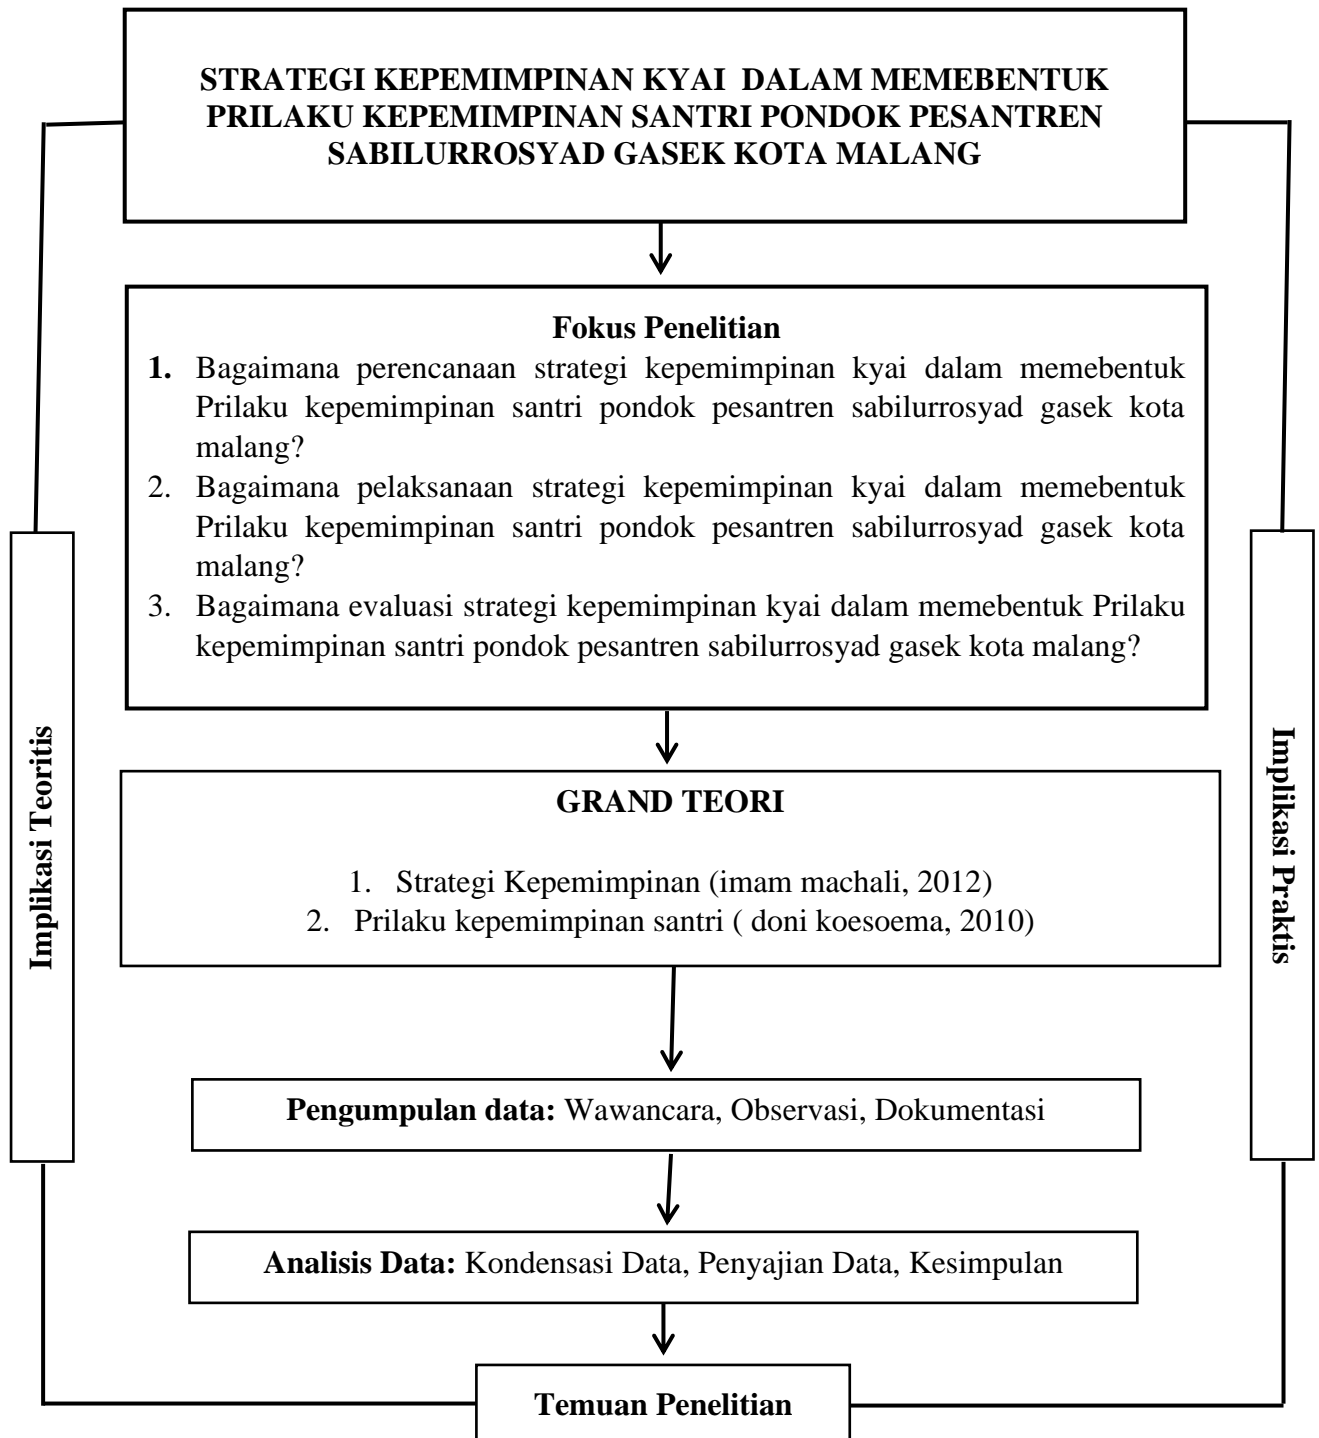 STRATEGI KEPEMIMPINAN KYAI DALAM MEMEBENTUK
PRILAKU KEPEMIMPINAN SANTRI PONDOK PESANTREN
SABILURROSYAD GASEK KOTA MALANG
Fokus Penelitian
1. Bagaimana perencanaan strategi kepemimpinan kyai dalam memebentuk
Prilaku kepemimpinan santri pondok pesantren sabilurrosyad gasek kota
malang?
2. Bagaimana pelaksanaan strategi kepemimpinan kyai dalam memebentuk
Prilaku kepemimpinan santri pondok pesantren sabilurrosyad gasek kota
malang?
3. Bagaimana evaluasi strategi kepemimpinan kyai dalam memebentuk Prilaku
kepemimpinan santri pondok pesantren sabilurrosyad gasek kota malang?
Implikasi Teoritis
Implikasi Praktis
GRAND TEORI
1. Strategi Kepemimpinan (imam machali, 2012)
2. Prilaku kepemimpinan santri ( doni koesoema, 2010)
Pengumpulan data: Wawancara, Observasi, Dokumentasi
Analisis Data: Kondensasi Data, Penyajian Data, Kesimpulan
Temuan Penelitian